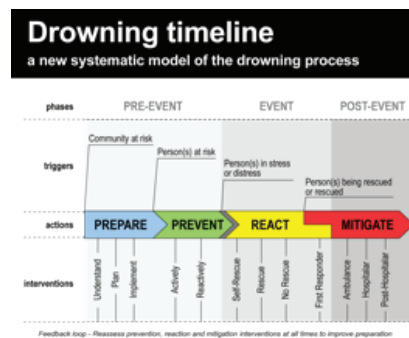 Drowning timeline
a new systematic model of the drowning process
phases PRE-EVENT EVENT POST-EVENT
Community at risk
Person(s) at risk
triggers
Person(s) in stress
or distress
Person(s) being rescued
or rescued
actions PREPARE PREVENT REACT MITIGATE
interventions
Understand
Plan
Implement
Actively
Reactively
Self-Rescue
Rescue
No Rescue
First Responder
Ambulance
Hospitalar
Post-Hospitalar
Feedback loop - Reassess prevention, reaction and mitigation interventions at all times to improve preparation